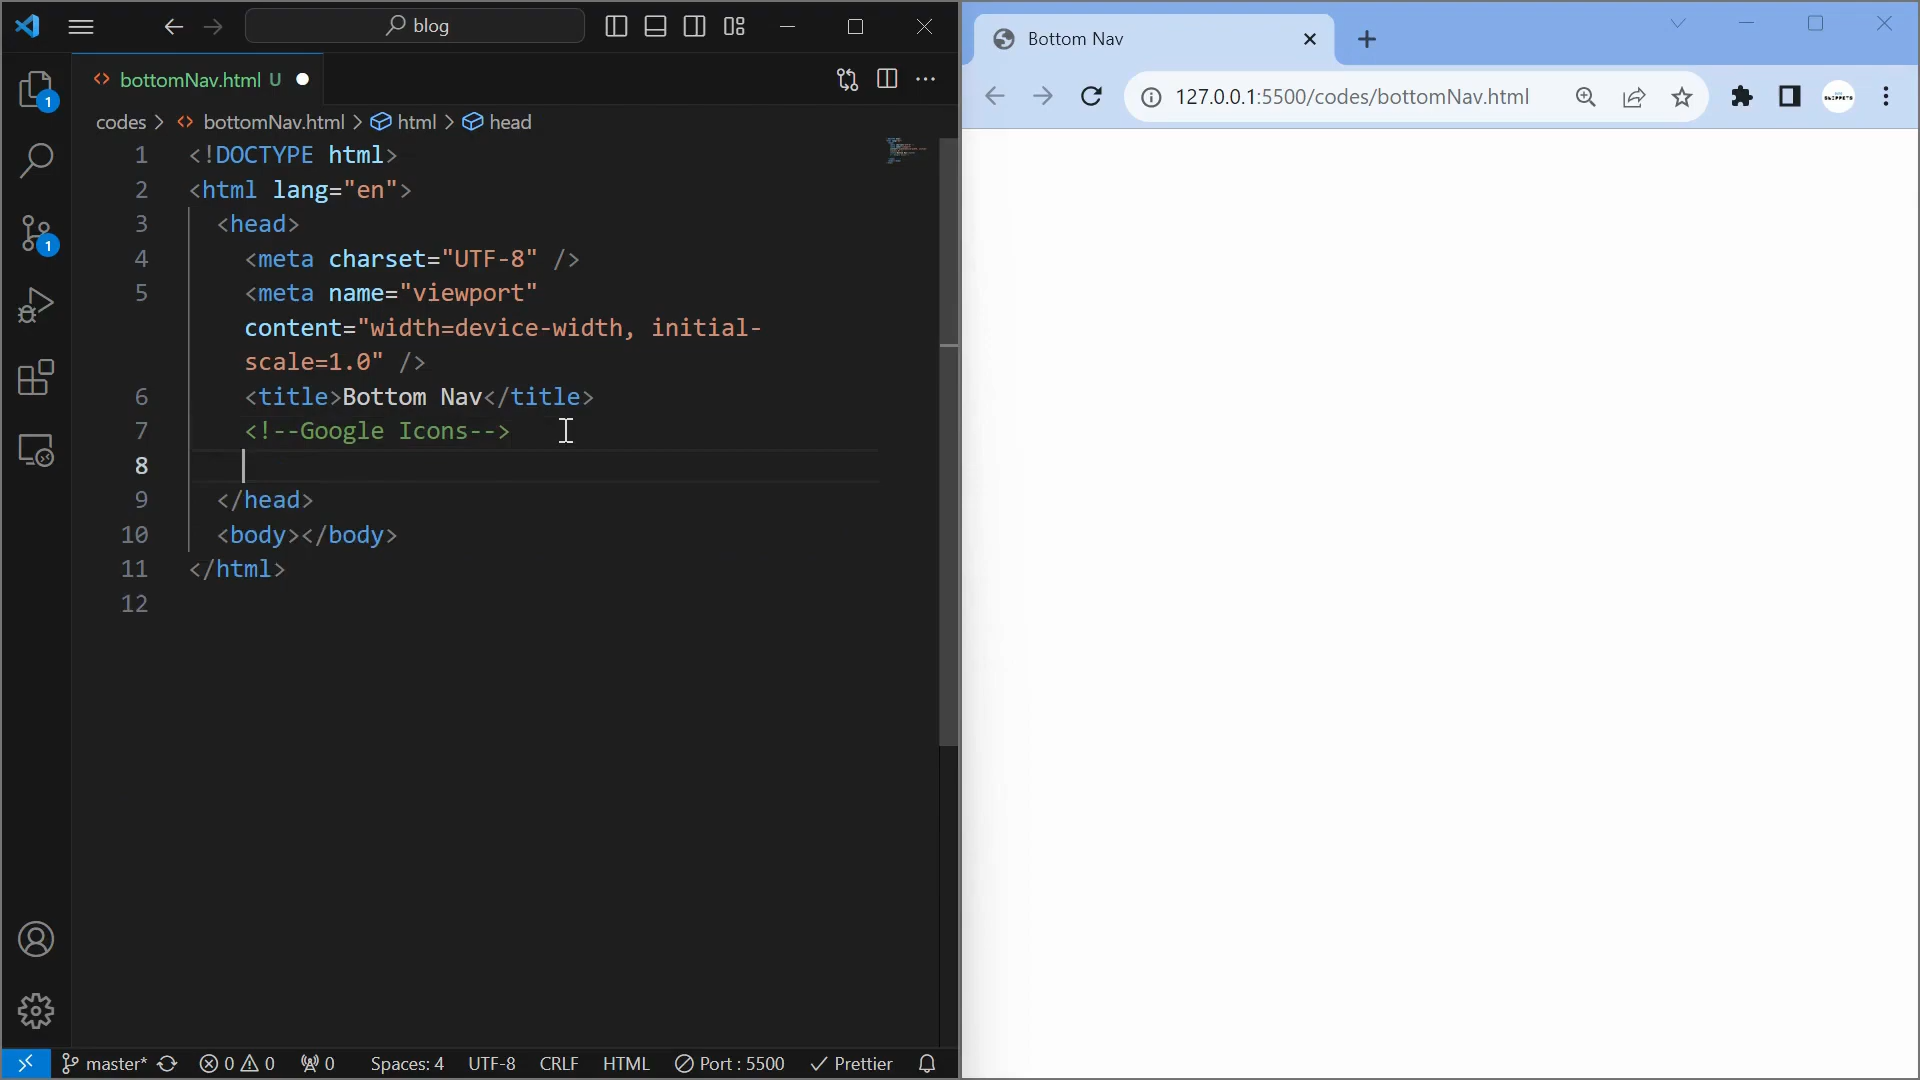 blog
bottomNav.html U
codes > bottomNav.html > html > head
1 <!DOCTYPE html>
2 <html lang="en">
3 <head>
4 <meta charset="UTF-8" />
5 <meta name="viewport"
content="width=device-width, initial-
scale=1.0" />
6 <title>Bottom Nav</title>
7 <!--Google Icons-->
8
9 </head>
10 <body></body>
11 </html>
12
1
1
master* 0 0 0 Spaces: 4 UTF-8 CRLF HTML Port : 5500 Prettier
Bottom Nav
127.0.0.1:5500/codes/bottomNav.html